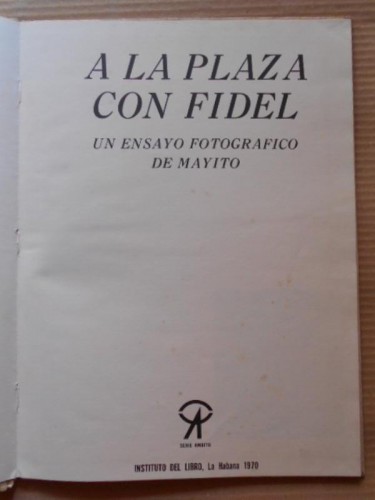 A LA PLAZA
CON FIDEL
UN ENSAYO FOTOGRAFICO
DE MAYITO
INSTITUTO DEL LIBRO, La Habana 1970